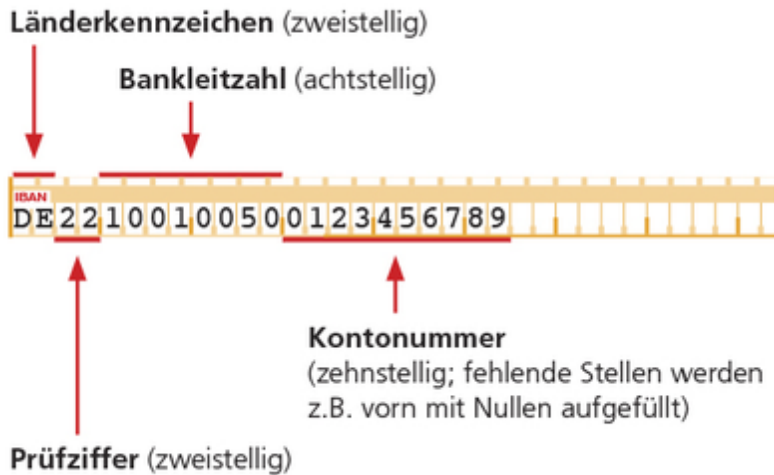 Länderkennzeichen (zweistellig)
Bankleitzahl (achtstellig)
IBAN
DE22100100500123456789
Kontonummer
(zehnstellig; fehlende Stellen werden
z.B. vorn mit Nullen aufgefüllt)
Prüfziffer (zweistellig)